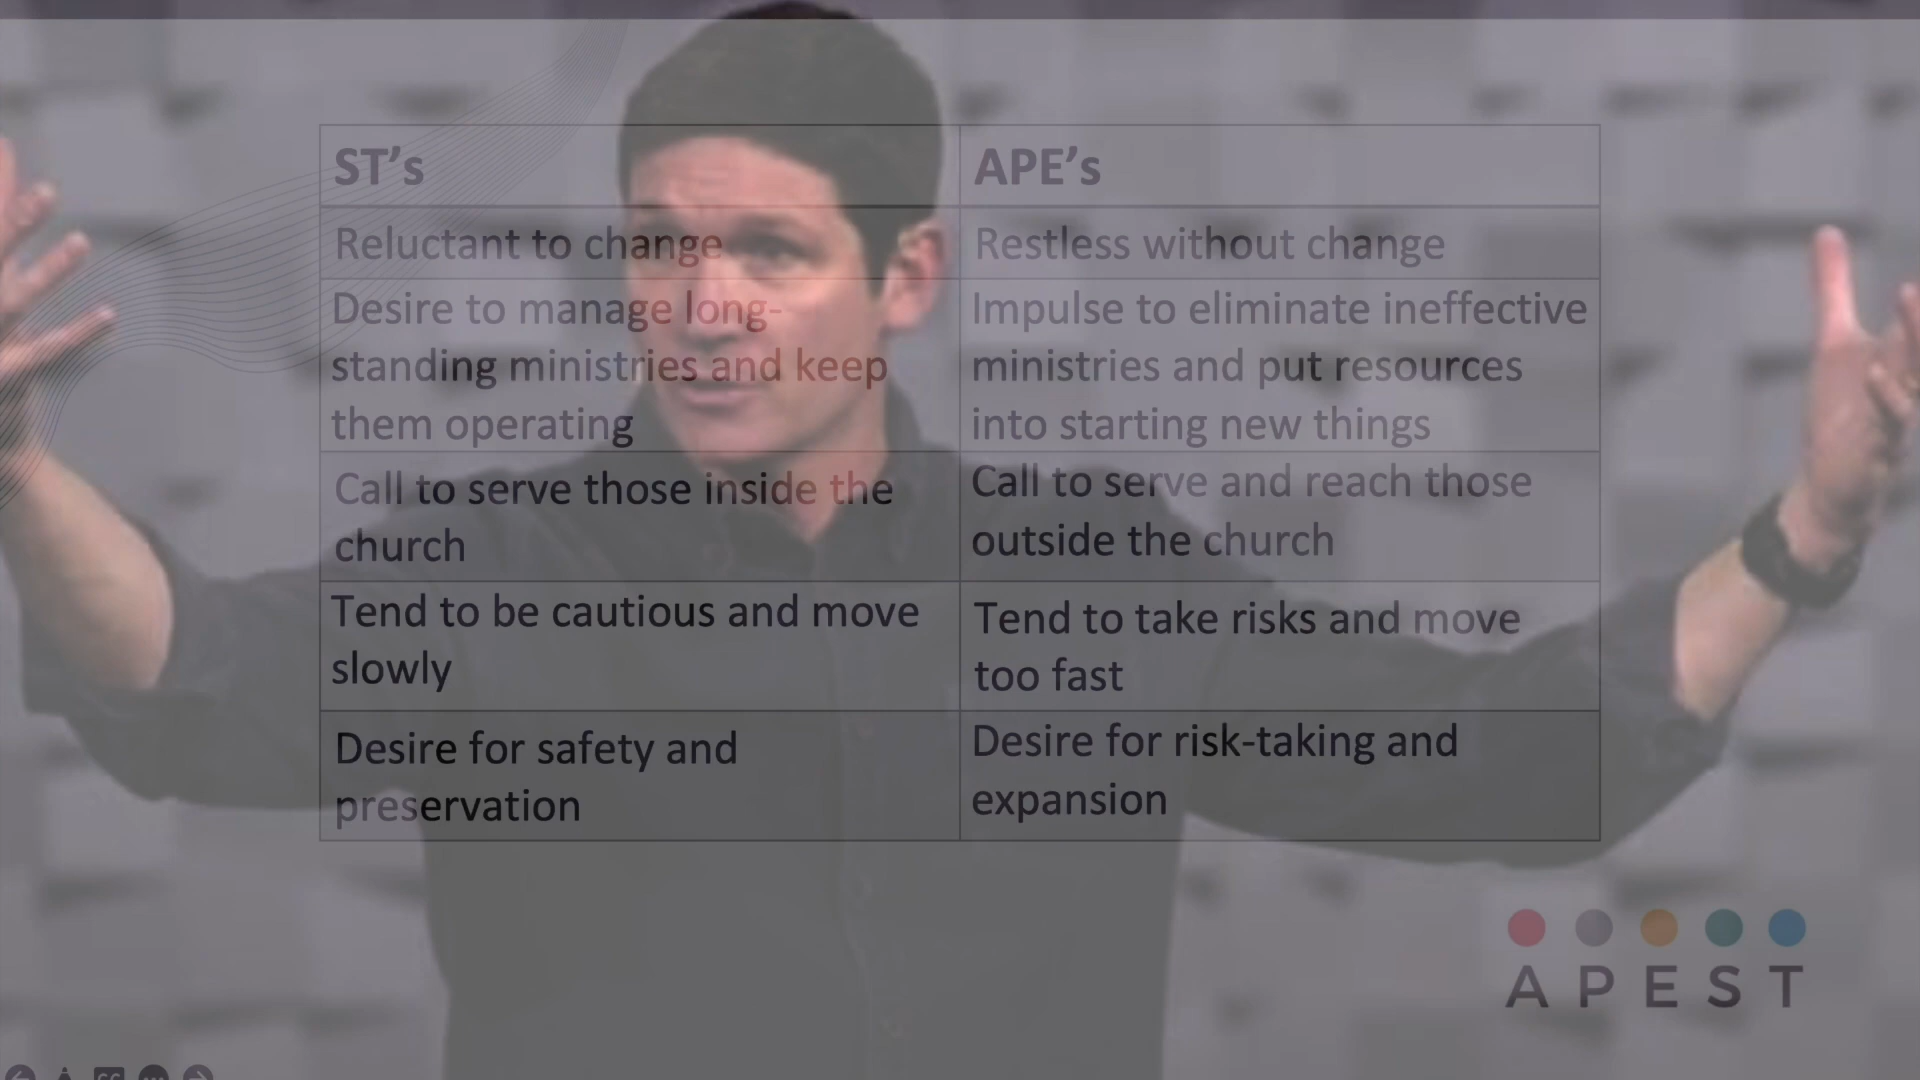 ST's
APE's
Reluctant to change
Restless without change
Desire to manage long-
standing ministries and keep
them operating
Impulse to eliminate ineffective
ministries and put resources
into starting new things
Call to serve those inside the
church
Call to serve and reach those
outside the church
Tend to be cautious and move
slowly
Tend to take risks and move
too fast
Desire for safety and
preservation
Desire for risk-taking and
expansion
A P E S T
CC